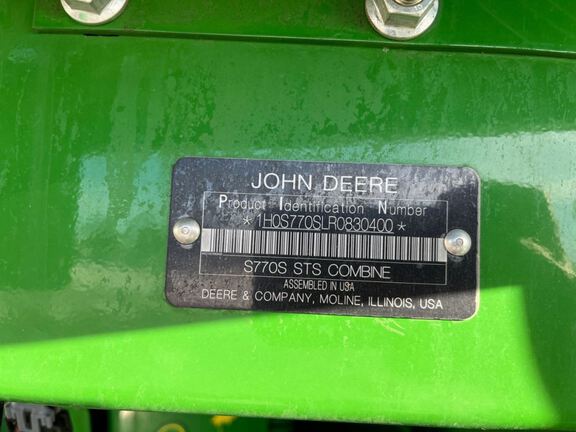 JOHN DEERE
Product Identification Number
*1H0S770SLR0830400*
S770S STS COMBINE
ASSEMBLED IN USA
DEERE & COMPANY, MOLINE, ILLINOIS, USA